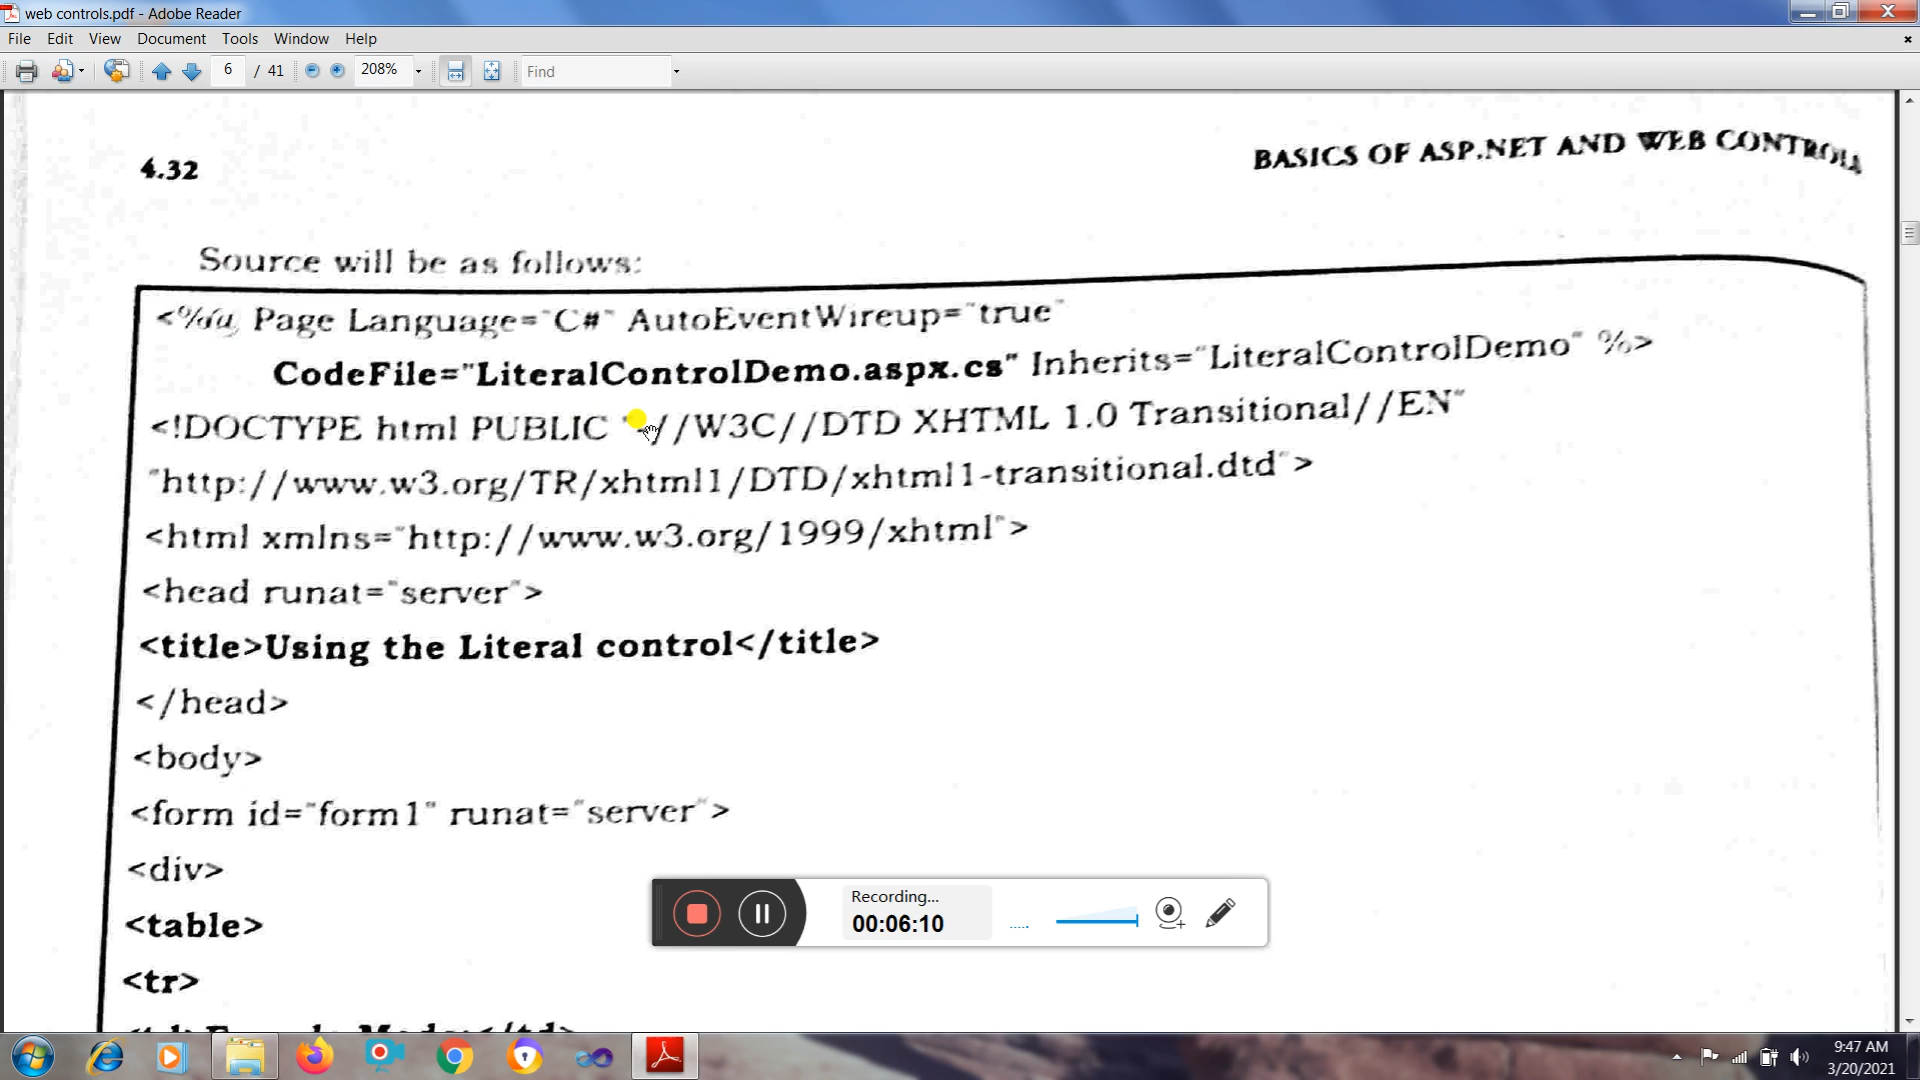 web controls.pdf - Adobe Reader
File Edit View Document Tools Window Help
6 / 41 208% Find
4.32 BASICS OF ASP.NET AND WEB CONTROLS
Source will be as follows:
<%@ Page Language="C#" AutoEventWireup="true"
CodeFile="LiteralControlDemo.aspx.cs" Inherits="LiteralControlDemo" %>
<!DOCTYPE html PUBLIC "-//W3C//DTD XHTML 1.0 Transitional//EN"
"http://www.w3.org/TR/xhtml1/DTD/xhtml1-transitional.dtd">
<html xmlns="http://www.w3.org/1999/xhtml">
<head runat="server">
<title>Using the Literal control</title>
</head>
<body>
<form id="form1" runat="server">
<div>
<table>
<tr>
Recording...
00:06:10
9:47 AM
3/20/2021